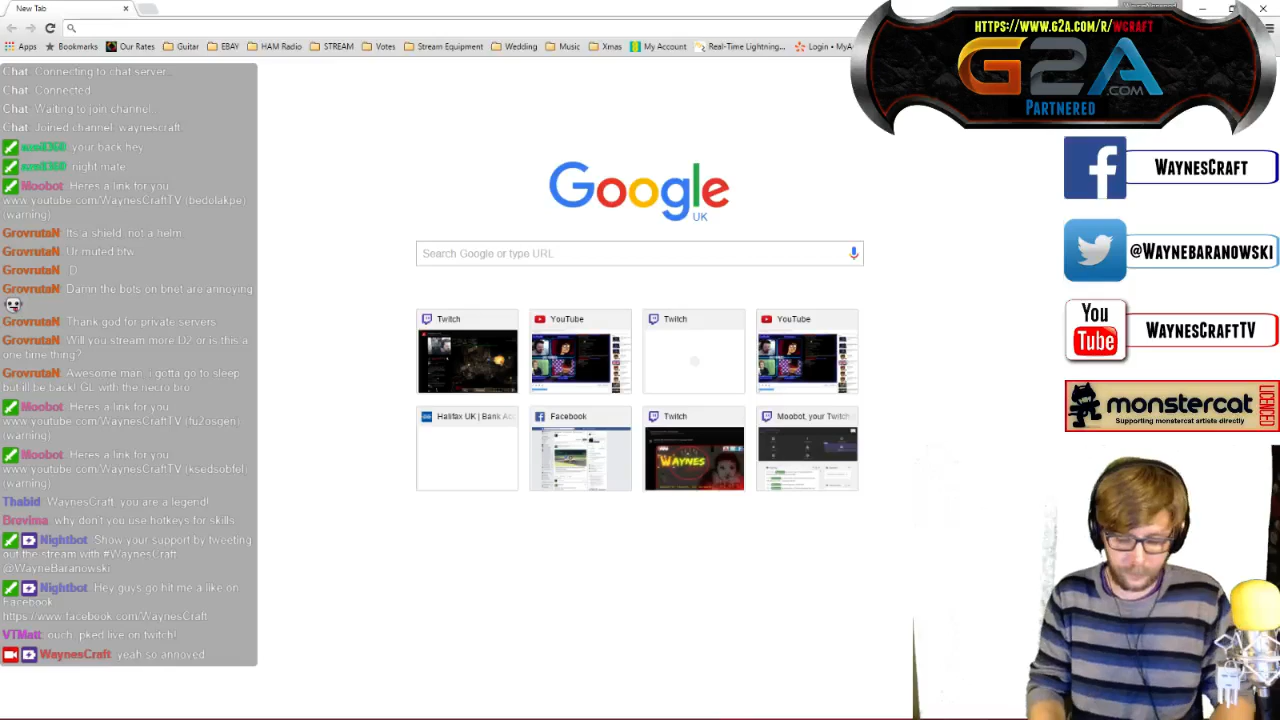 New Tab
Apps Bookmarks Our Rates Guitar EBAY HAM Radio STREAM Votes Stream Equipment Wedding Music Xmas My Account Real-Time Lightning... Login • MyA
HTTPS://WWW.G2A.COM/R/WCRAFT
G2A
.COM
PARTNERED
Chat: Connecting to chat server...
Chat: Connected
Chat: Waiting to join channel...
Chat: Joined channel: waynescraft.
your back hey
night mate
Moobot: Heres a link for you
www.youtube.com/WaynesCraftTV (bedolakpe)
(warning)
GrovrutaN: Its a shield, not a helm
GrovrutaN: Ur muted btw
GrovrutaN: :D
GrovrutaN: Damn the bots on bnet are annoying
GrovrutaN: Thank god for private servers
GrovrutaN: Will you stream more D2 or is this a
one time thing?
GrovrutaN: Awesome man, i gotta go to sleep
but ill be back! GL with the necro bro
Moobot: Heres a link for you
www.youtube.com/WaynesCraftTV (fu2osgen)
(warning)
Moobot: Heres a link for you
www.youtube.com/WaynesCraftTV (ksedsobfel)
(warning)
Thabid: WaynesCraft, you are a legend!
Brevima: why don't you use hotkeys for skills
Nightbot: Show your support by tweeting
out the stream with #WaynesCraft
@WayneBaranowski
Nightbot: Hey guys go hit me a like on
Facebook
https://www.facebook.com/WaynesCraft
VTMatt: ouch, pked live on twitch!
WaynesCraft: yeah so annoyed
Google
UK
Search Google or type URL
Twitch
YouTube
Twitch
YouTube
Halifax UK | Bank Ac
Facebook
Twitch
Moobot, your Twitch
WAYNES
WAYNESCRAFT
@WAYNEBARANOWSKI
You
Tube
WAYNESCRAFTTV
monstercat
Supporting monstercat artists directly
LICENCED